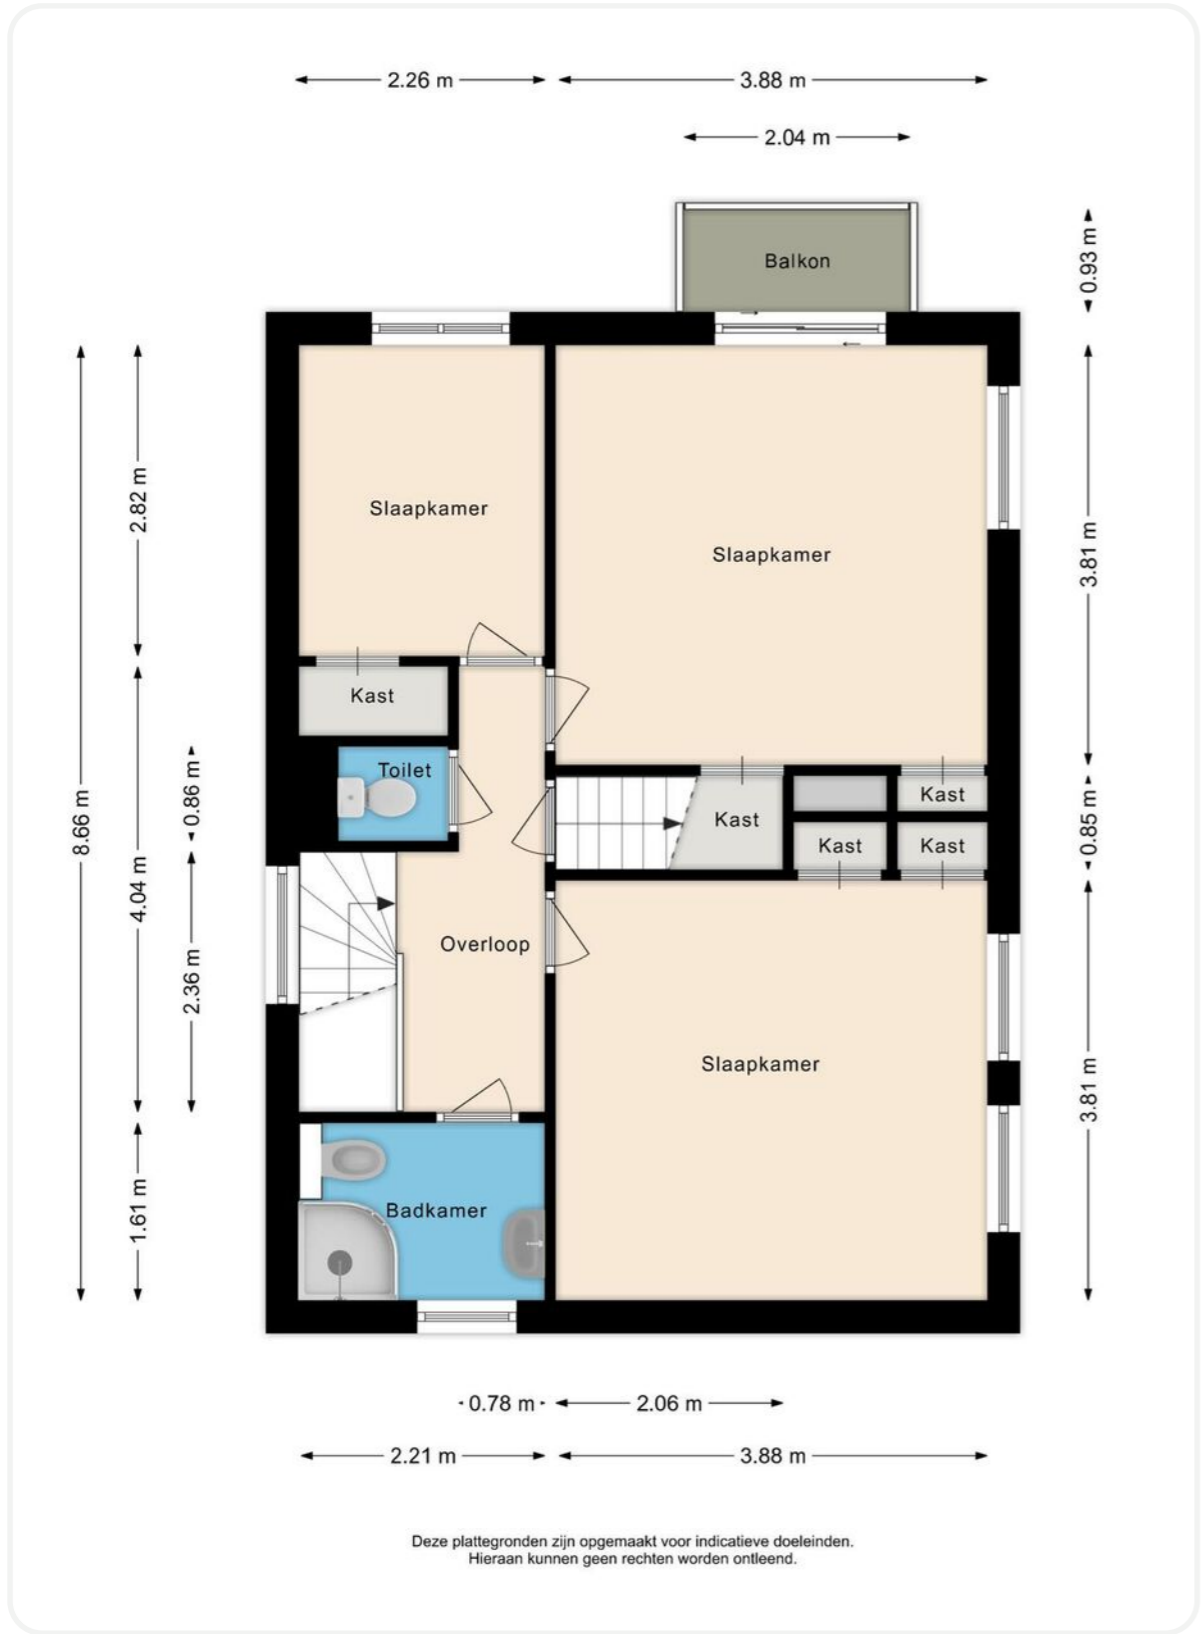 2.26 m
3.88 m
2.04 m
0.93 m
Balkon
2.82 m
Slaapkamer
Slaapkamer
3.81 m
8.66 m
Kast
Toilet
0.86 m
Kast
Kast
Kast
Kast
0.85 m
4.04 m
2.36 m
Overloop
Slaapkamer
3.81 m
1.61 m
Badkamer
0.78 m
2.06 m
2.21 m
3.88 m
Deze plattegronden zijn opgemaakt voor indicatieve doeleinden.
Hieraan kunnen geen rechten worden ontleend.